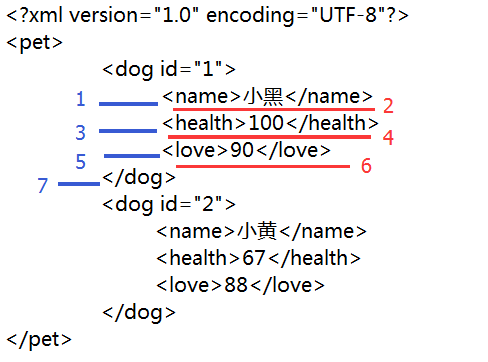 <?xml version="1.0" encoding="UTF-8"?>
<pet>
<dog id="1">
1 <name>小黑</name> 2
3 <health>100</health> 4
5 <love>90</love> 6
7 </dog>
<dog id="2">
<name>小黄</name>
<health>67</health>
<love>88</love>
</dog>
</pet>